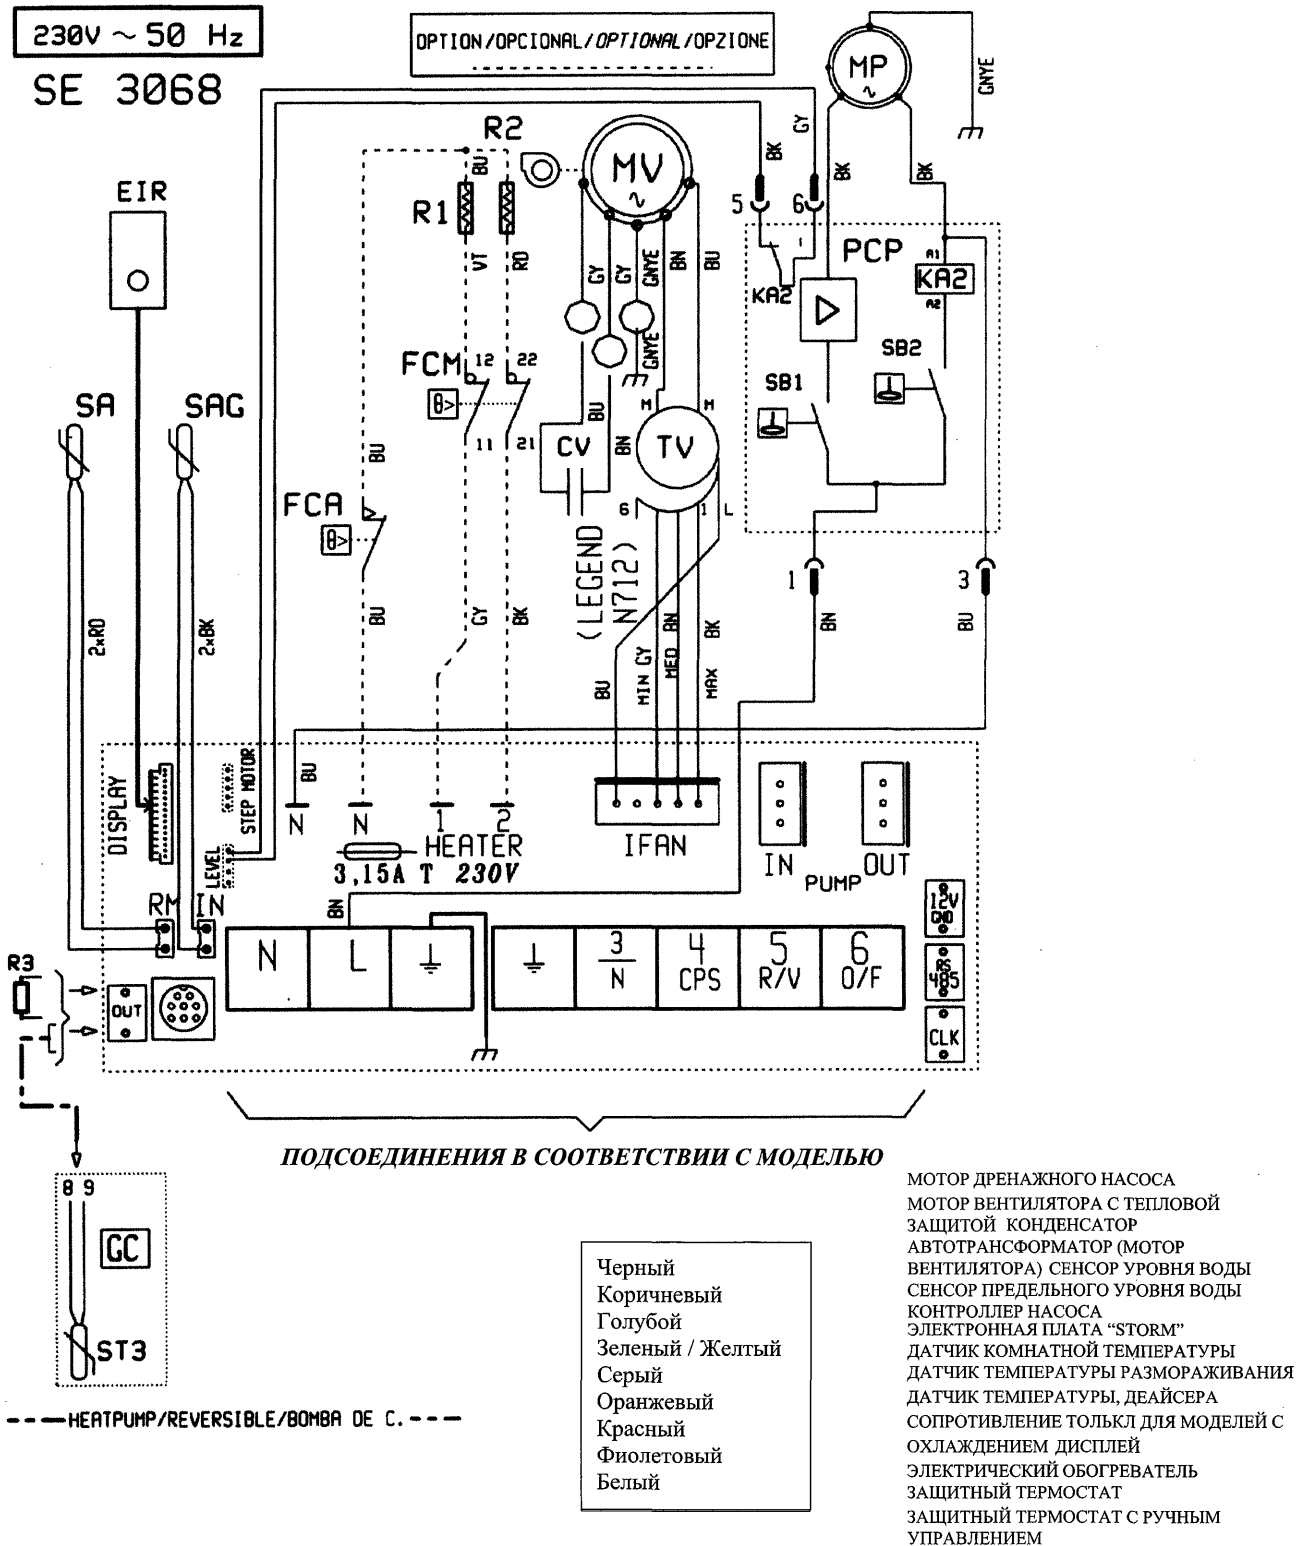 230V ~ 50 Hz
SE 3068
OPTION/OPCIONAL/OPTIONAL/OPZIONE
MP
~
GNYE
GY
BK
BK
BK
R2
BU
MV
~
EIR
R1
5
6
PCP
A1
KA2
A2
KA2
VT
RD
GY
GY
GNYE
BN
BU
GNYE
FCM
12
22
θ>
11
21
SB2
SB1
SA
SAG
BU
BU
CV
BN
M
M
TV
6
1
L
FCA
θ>
(LEGEND
N712)
1
3
BU
GY
BK
BN
BK
BN
BU
2xRD
2xBK
BU
MIN GY
MED
MAX
DISPLAY
STEP MOTOR
BU
N
N
1
2
HEATER
3,15A T 230V
IFAN
IN
OUT
PUMP
LEVEL
RM
IN
BN
12V
GND
N
L
3
N
4
CPS
5
R/V
6
O/F
RS
485
R3
OUT
CLK
ПОДСОЕДИНЕНИЯ В СООТВЕТСТВИИ С МОДЕЛЬЮ
8 9
GC
ST3
HEATPUMP/REVERSIBLE/BOMBA DE C.
Черный
Коричневый
Голубой
Зеленый / Желтый
Серый
Оранжевый
Красный
Фиолетовый
Белый
МОТОР ДРЕНАЖНОГО НАСОСА
МОТОР ВЕНТИЛЯТОРА С ТЕПЛОВОЙ
ЗАЩИТОЙ КОНДЕНСАТОР
АВТОТРАНСФОРМАТОР (МОТОР
ВЕНТИЛЯТОРА) СЕНСОР УРОВНЯ ВОДЫ
СЕНСОР ПРЕДЕЛЬНОГО УРОВНЯ ВОДЫ
КОНТРОЛЛЕР НАСОСА
ЭЛЕКТРОННАЯ ПЛАТА “STORM”
ДАТЧИК КОМНАТНОЙ ТЕМПЕРАТУРЫ
ДАТЧИК ТЕМПЕРАТУРЫ РАЗМОРАЖИВАНИЯ
ДАТЧИК ТЕМПЕРАТУРЫ, ДЕАЙСЕРА
СОПРОТИВЛЕНИЕ ТОЛЬКЛ ДЛЯ МОДЕЛЕЙ С
ОХЛАЖДЕНИЕМ ДИСПЛЕЙ
ЭЛЕКТРИЧЕСКИЙ ОБОГРЕВАТЕЛЬ
ЗАЩИТНЫЙ ТЕРМОСТАТ
ЗАЩИТНЫЙ ТЕРМОСТАТ С РУЧНЫМ
УПРАВЛЕНИЕМ